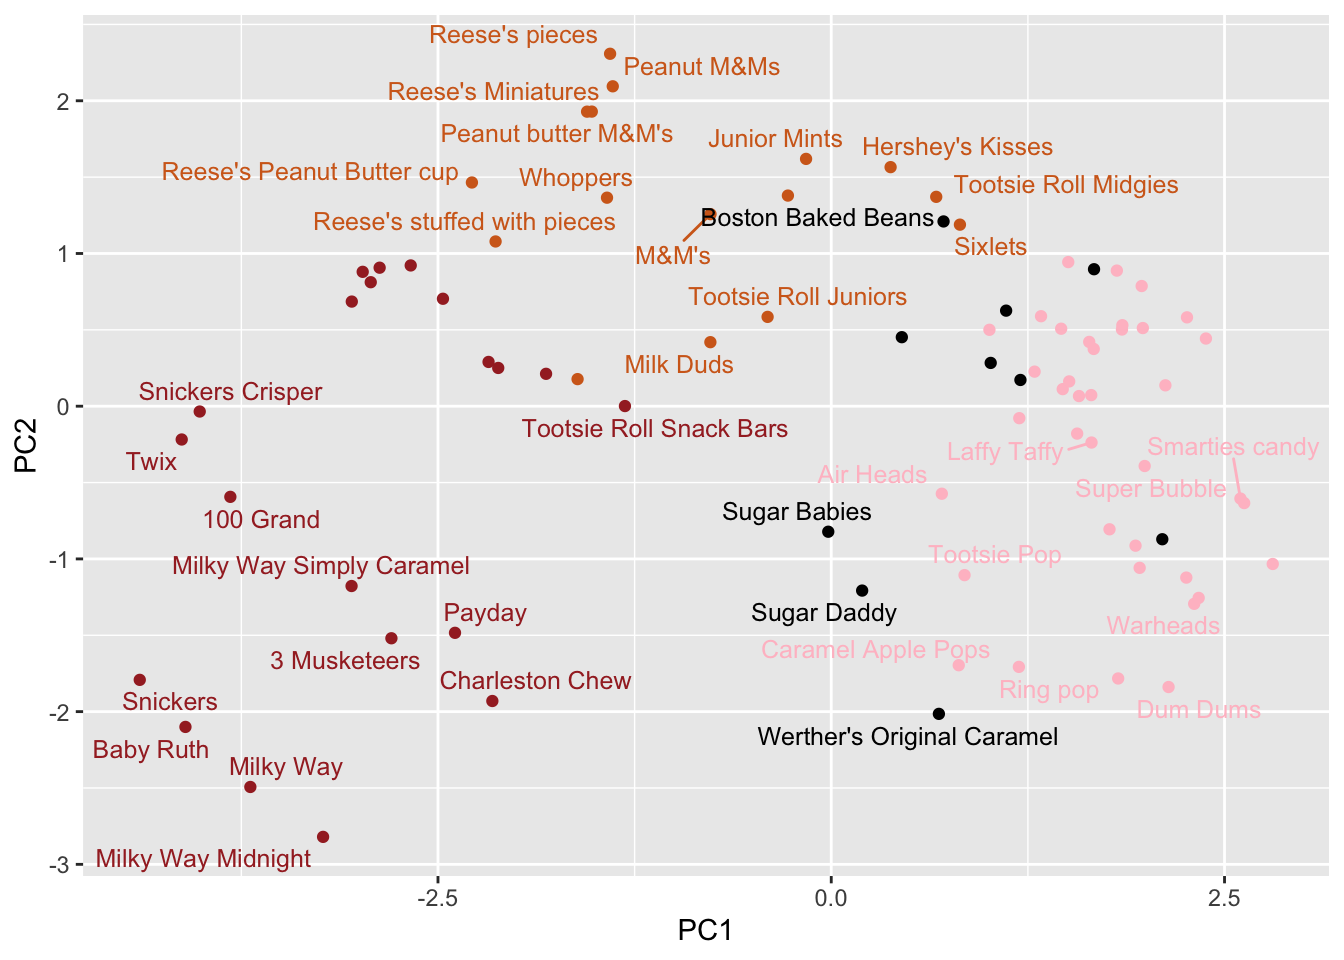 Reese's pieces
Peanut M&Ms
Reese's Miniatures
Peanut butter M&M's
Junior Mints
Hershey's Kisses
Reese's Peanut Butter cup
Whoppers
Tootsie Roll Midgies
Reese's stuffed with pieces
Boston Baked Beans
M&M's
Sixlets
Tootsie Roll Juniors
Milk Duds
Snickers Crisper
Tootsie Roll Snack Bars
Twix
Laffy Taffy
Smarties candy
Air Heads
Super Bubble
100 Grand
Sugar Babies
Milky Way Simply Caramel
Tootsie Pop
Payday
Sugar Daddy
Warheads
3 Musketeers
Caramel Apple Pops
Charleston Chew
Ring pop
Snickers
Dum Dums
Werther's Original Caramel
Baby Ruth
Milky Way
Milky Way Midnight
2
1
0
-1
-2
-3
PC2
-2.5
0.0
2.5
PC1